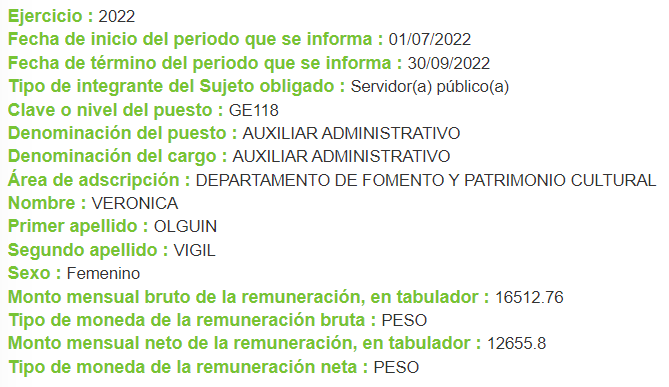 Ejercicio : 2022
Fecha de inicio del periodo que se informa : 01/07/2022
Fecha de término del periodo que se informa : 30/09/2022
Tipo de integrante del Sujeto obligado : Servidor(a) público(a)
Clave o nivel del puesto : GE118
Denominación del puesto : AUXILIAR ADMINISTRATIVO
Denominación del cargo : AUXILIAR ADMINISTRATIVO
Área de adscripción : DEPARTAMENTO DE FOMENTO Y PATRIMONIO CULTURAL
Nombre : VERONICA
Primer apellido : OLGUIN
Segundo apellido : VIGIL
Sexo : Femenino
Monto mensual bruto de la remuneración, en tabulador : 16512.76
Tipo de moneda de la remuneración bruta : PESO
Monto mensual neto de la remuneración, en tabulador : 12655.8
Tipo de moneda de la remuneración neta : PESO